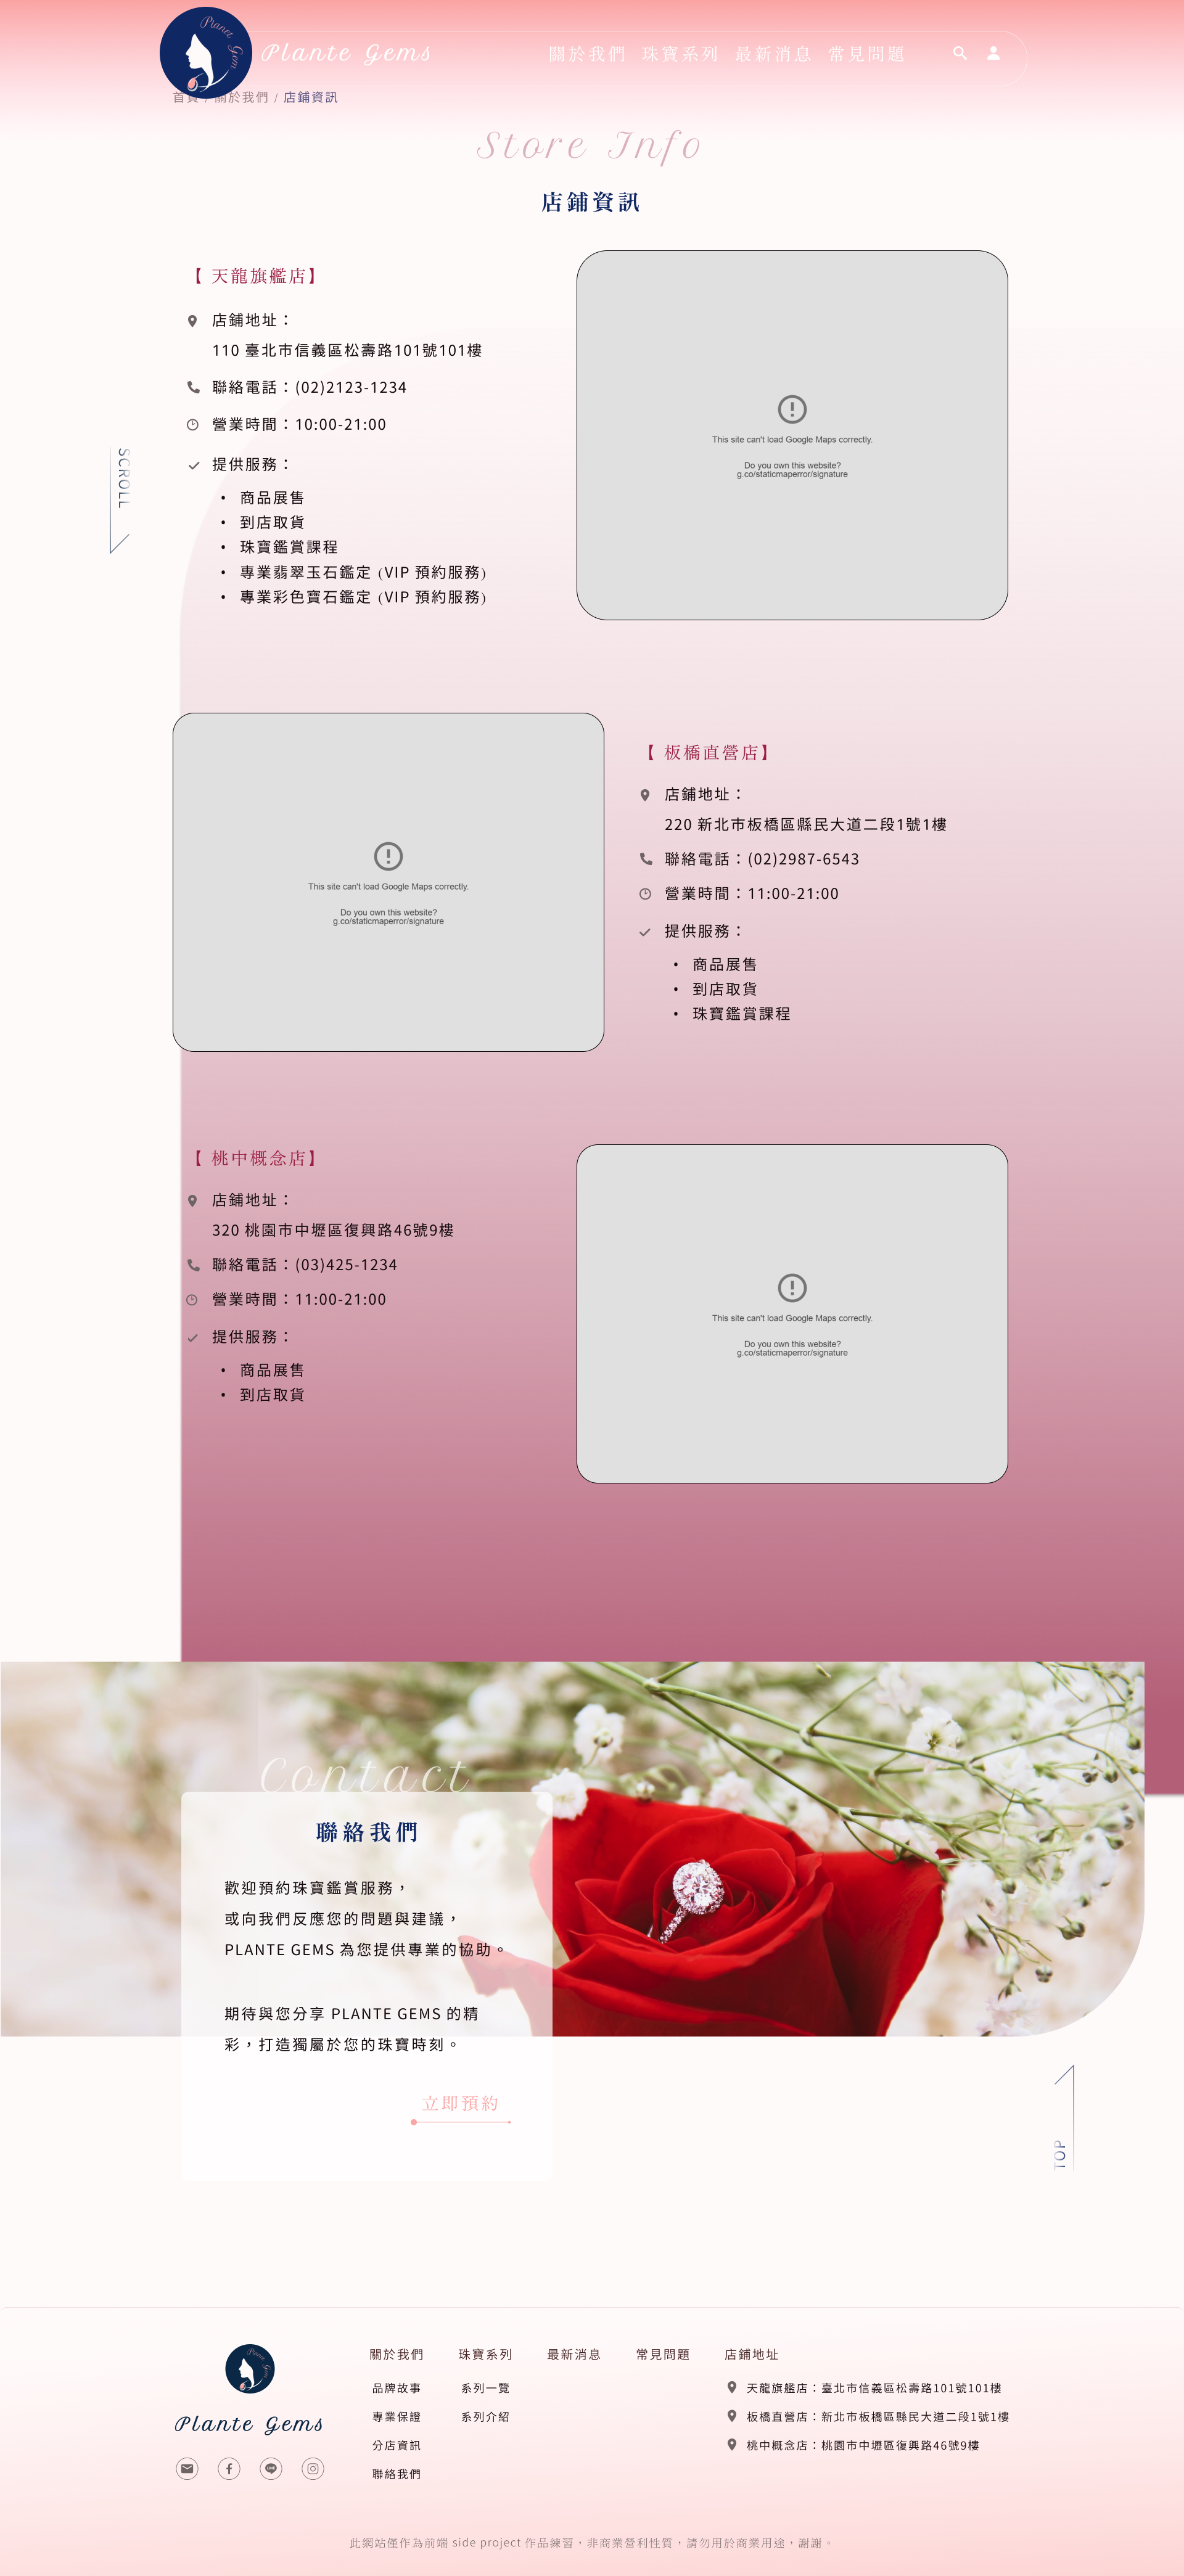 Planet Gem
Plante Gems
關於我們 珠寶系列 最新消息 常見問題
首頁 / 關於我們 / 店鋪資訊
Store Info
店鋪資訊
【 天龍旗艦店】
店鋪地址：
110 臺北市信義區松壽路101號101樓
聯絡電話：(02)2123-1234
營業時間：10:00-21:00
提供服務：
• 商品展售
• 到店取貨
• 珠寶鑑賞課程
• 專業翡翠玉石鑑定 (VIP 預約服務)
• 專業彩色寶石鑑定 (VIP 預約服務)
This site can't load Google Maps correctly.
Do you own this website?
g.co/staticmaperror/signature
SCROLL
This site can't load Google Maps correctly.
Do you own this website?
g.co/staticmaperror/signature
【 板橋直營店】
店鋪地址：
220 新北市板橋區縣民大道二段1號1樓
聯絡電話：(02)2987-6543
營業時間：11:00-21:00
提供服務：
• 商品展售
• 到店取貨
• 珠寶鑑賞課程
【 桃中概念店】
店鋪地址：
320 桃園市中壢區復興路46號9樓
聯絡電話：(03)425-1234
營業時間：11:00-21:00
提供服務：
• 商品展售
• 到店取貨
This site can't load Google Maps correctly.
Do you own this website?
g.co/staticmaperror/signature
Contact
聯絡我們
歡迎預約珠寶鑑賞服務，
或向我們反應您的問題與建議，
PLANTE GEMS 為您提供專業的協助。
期待與您分享 PLANTE GEMS 的精
彩，打造獨屬於您的珠寶時刻。
立即預約
TOP
Planet Gem
Plante Gems
關於我們
品牌故事
專業保證
分店資訊
聯絡我們
珠寶系列
系列一覽
系列介紹
最新消息
常見問題
店鋪地址
天龍旗艦店：臺北市信義區松壽路101號101樓
板橋直營店：新北市板橋區縣民大道二段1號1樓
桃中概念店：桃園市中壢區復興路46號9樓
此網站僅作為前端 side project 作品練習，非商業營利性質，請勿用於商業用途，謝謝。